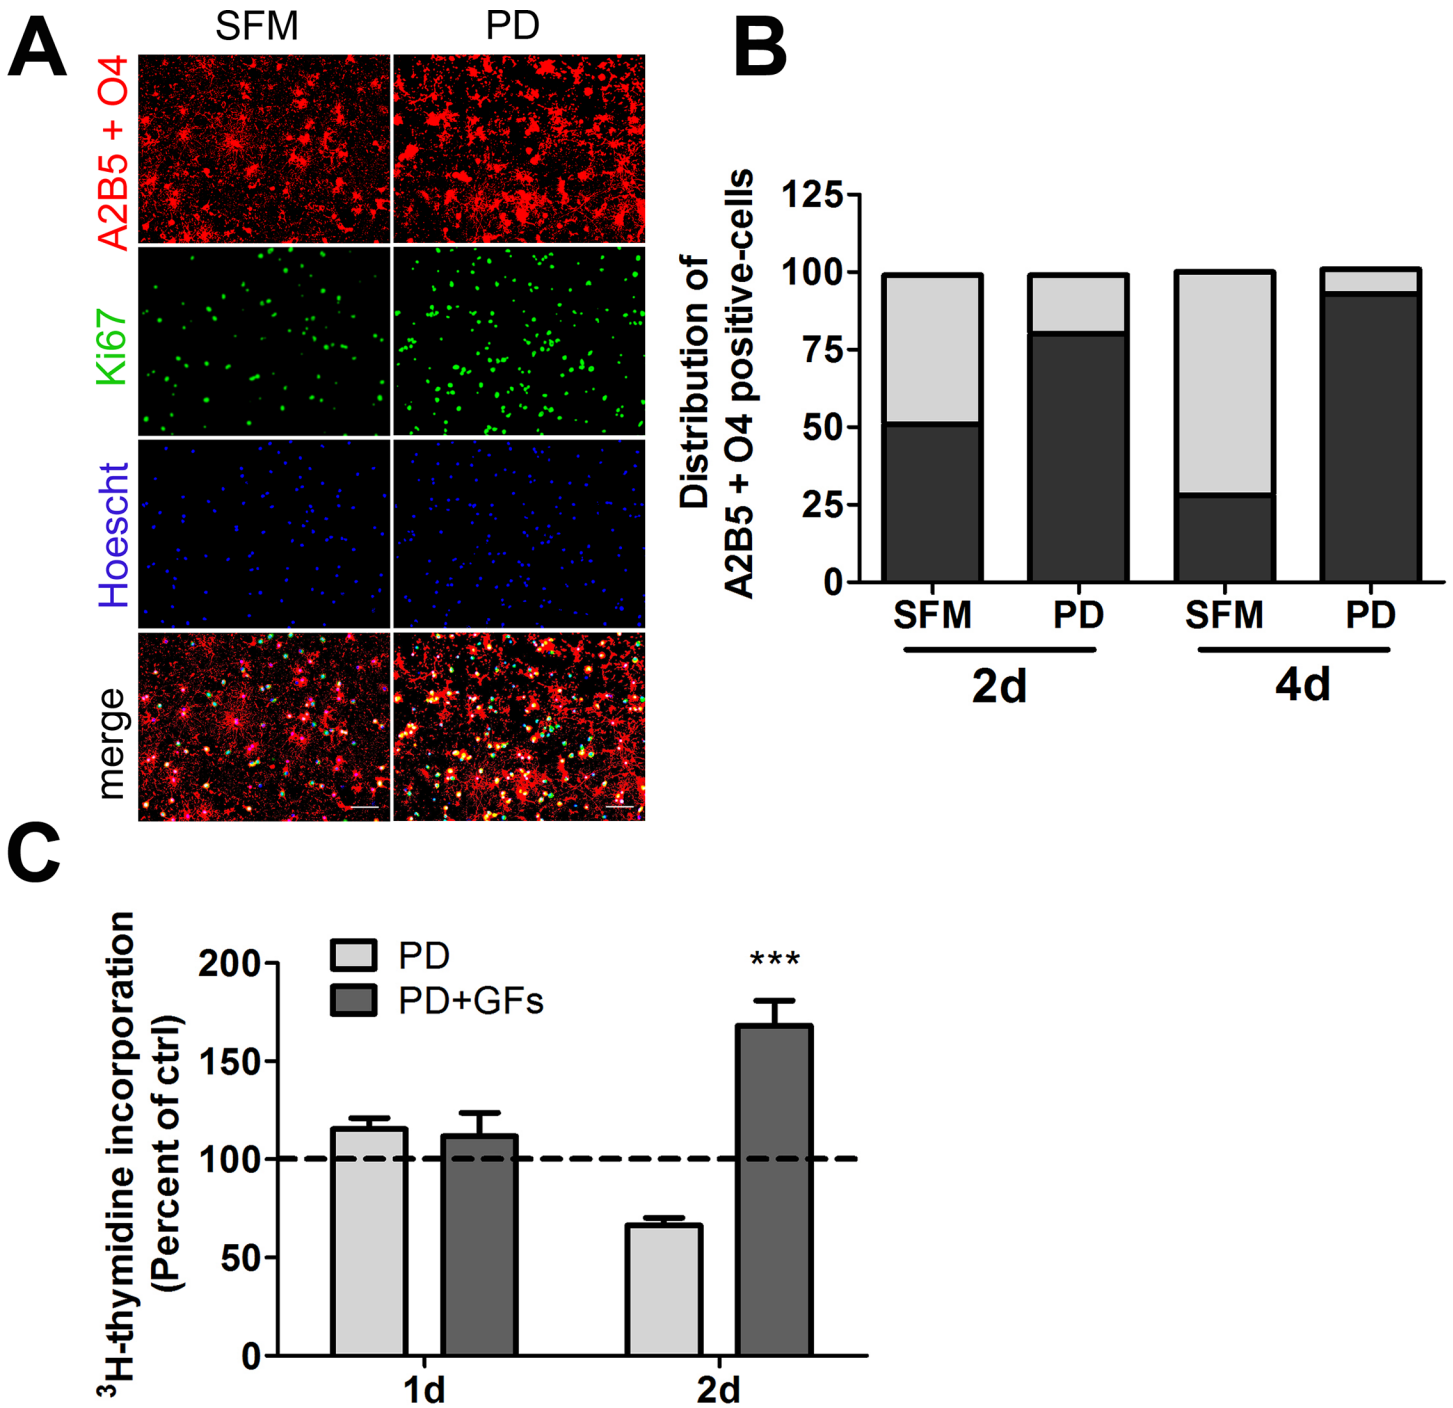 A
SFM PD
A2B5 + O4
Ki67
Hoescht
merge
B
Distribution of
A2B5 + O4 positive-cells
125
100
75
50
25
0
SFM PD SFM PD
2d 4d
C
³H-thymidine incorporation
(Percent of ctrl)
200
150
100
50
0
PD
PD+GFs
***
1d 2d